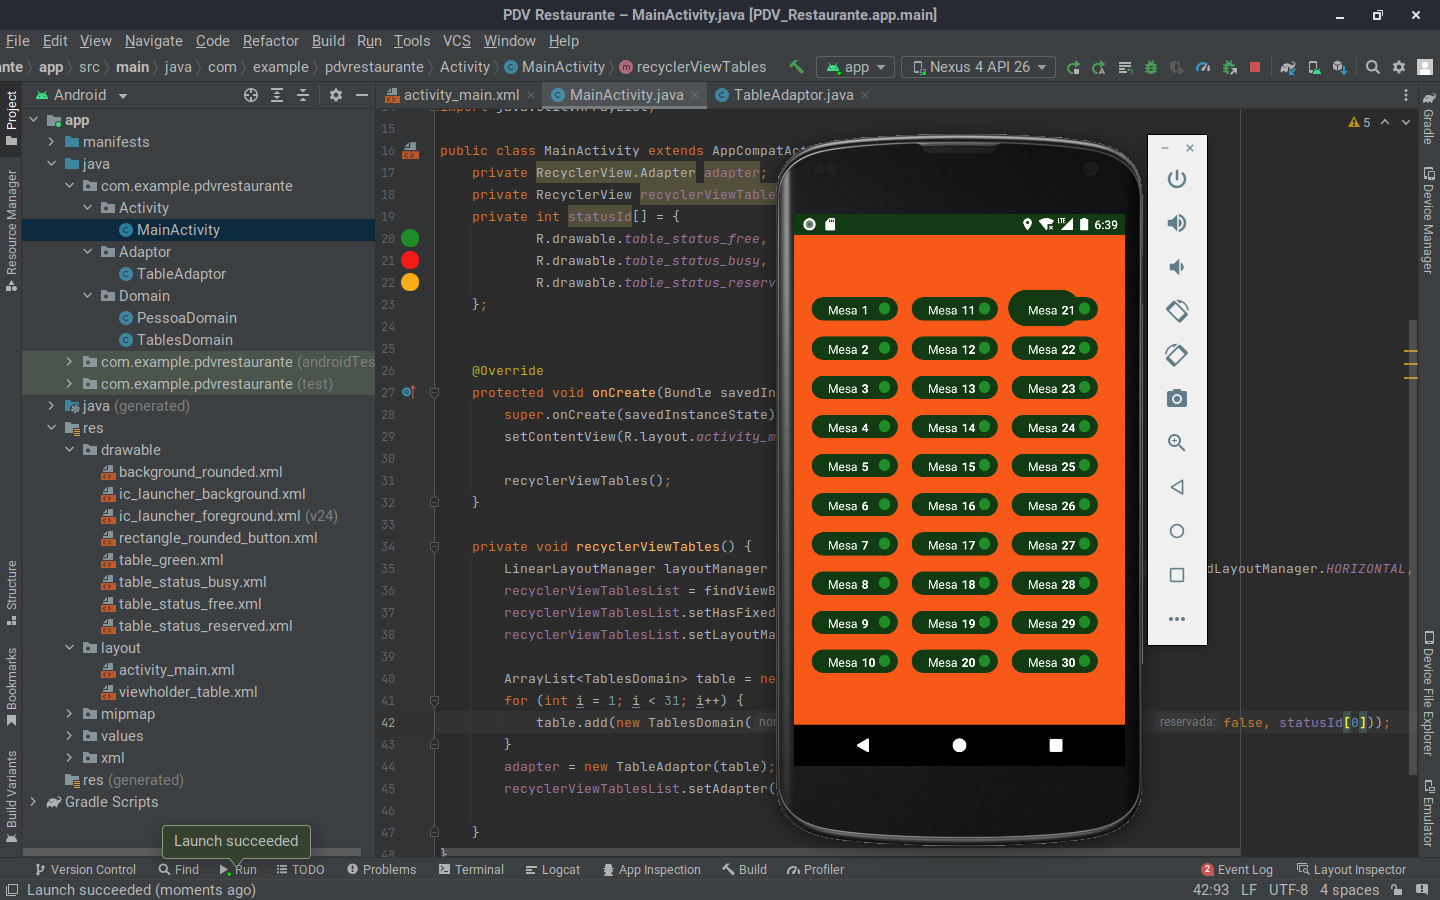 PDV Restaurante – MainActivity.java [PDV_Restaurante.app.main]
File Edit View Navigate Code Refactor Build Run Tools VCS Window Help
nte app src main java com example pdvrestaurante Activity MainActivity recyclerViewTables
app Nexus 4 API 26
Android
activity_main.xml MainActivity.java TableAdaptor.java
Project
Resource Manager
Structure
Bookmarks
Build Variants
app
manifests
java
com.example.pdvrestaurante
Activity
MainActivity
Adaptor
TableAdaptor
Domain
PessoaDomain
TablesDomain
com.example.pdvrestaurante (androidTes
com.example.pdvrestaurante (test)
java (generated)
res
drawable
background_rounded.xml
ic_launcher_background.xml
ic_launcher_foreground.xml (v24)
rectangle_rounded_button.xml
table_green.xml
table_status_busy.xml
table_status_free.xml
table_status_reserved.xml
layout
activity_main.xml
viewholder_table.xml
mipmap
values
xml
res (generated)
Gradle Scripts
5
15
16 public class MainActivity extends AppCompatAct
17 private RecyclerView.Adapter adapter;
18 private RecyclerView recyclerViewTable
19 private int statusId[] = {
20 R.drawable.table_status_free,
21 R.drawable.table_status_busy,
22 R.drawable.table_status_reserv
23 };
24
25
26 @Override
27 protected void onCreate(Bundle savedIn
28 super.onCreate(savedInstanceState)
29 setContentView(R.layout.activity_m
30
31 recyclerViewTables();
32 }
33
34 private void recyclerViewTables() {
35 LinearLayoutManager layoutManager dLayoutManager.HORIZONTAL,
36 recyclerViewTablesList = findViewB
37 recyclerViewTablesList.setHasFixed
38 recyclerViewTablesList.setLayoutMa
39
40 ArrayList<TablesDomain> table = ne
41 for (int i = 1; i < 31; i++) {
42 table.add(new TablesDomain( nom reservada: false, statusId[0]));
43 }
44 adapter = new TableAdaptor(table);
45 recyclerViewTablesList.setAdapter(
46
47 }
48 }
LTE 6:39
Mesa 1 Mesa 11 Mesa 21
Mesa 2 Mesa 12 Mesa 22
Mesa 3 Mesa 13 Mesa 23
Mesa 4 Mesa 14 Mesa 24
Mesa 5 Mesa 15 Mesa 25
Mesa 6 Mesa 16 Mesa 26
Mesa 7 Mesa 17 Mesa 27
Mesa 8 Mesa 18 Mesa 28
Mesa 9 Mesa 19 Mesa 29
Mesa 10 Mesa 20 Mesa 30
Gradle
Device Manager
Device File Explorer
Emulator
Launch succeeded
Version Control Find Run TODO Problems Terminal Logcat App Inspection Build Profiler 2 Event Log Layout Inspector
Launch succeeded (moments ago) 42:93 LF UTF-8 4 spaces